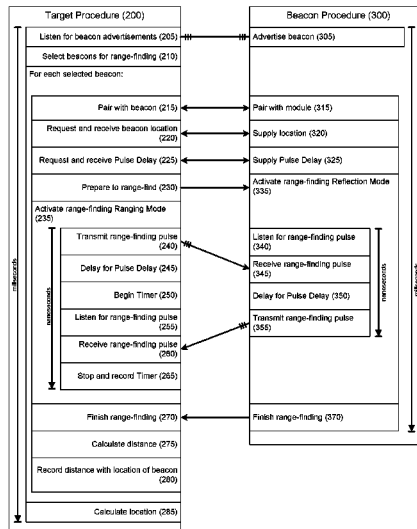 Target Procedure (200)
Listen for beacon advertisements (205)
Select beacons for range-finding (210)
For each selected beacon:
Pair with beacon (215)
Request and receive beacon location
(220)
Request and receive Pulse Delay (225)
Prepare to range-find (230)
Activate range-finding Ranging Mode
(235)
Transmit range-finding pulse
(240)
Delay for Pulse Delay (245)
Begin Timer (250)
Listen for range-finding pulse
(255)
Receive range-finding pulse
(260)
Stop and record Timer (265)
Finish range-finding (270)
Calculate distance (275)
Record distance with location of beacon
(280)
Calculate location (285)
milliseconds
nanoseconds
Beacon Procedure (300)
Advertise beacon (305)
Pair with module (315)
Supply location (320)
Supply Pulse Delay (325)
Activate range-finding Reflection Mode
(335)
Listen for range-finding pulse
(340)
Receive range-finding pulse
(345)
Delay for Pulse Delay (350)
Transmit range-finding pulse
(355)
Finish range-finding (370)
nanoseconds
milliseconds